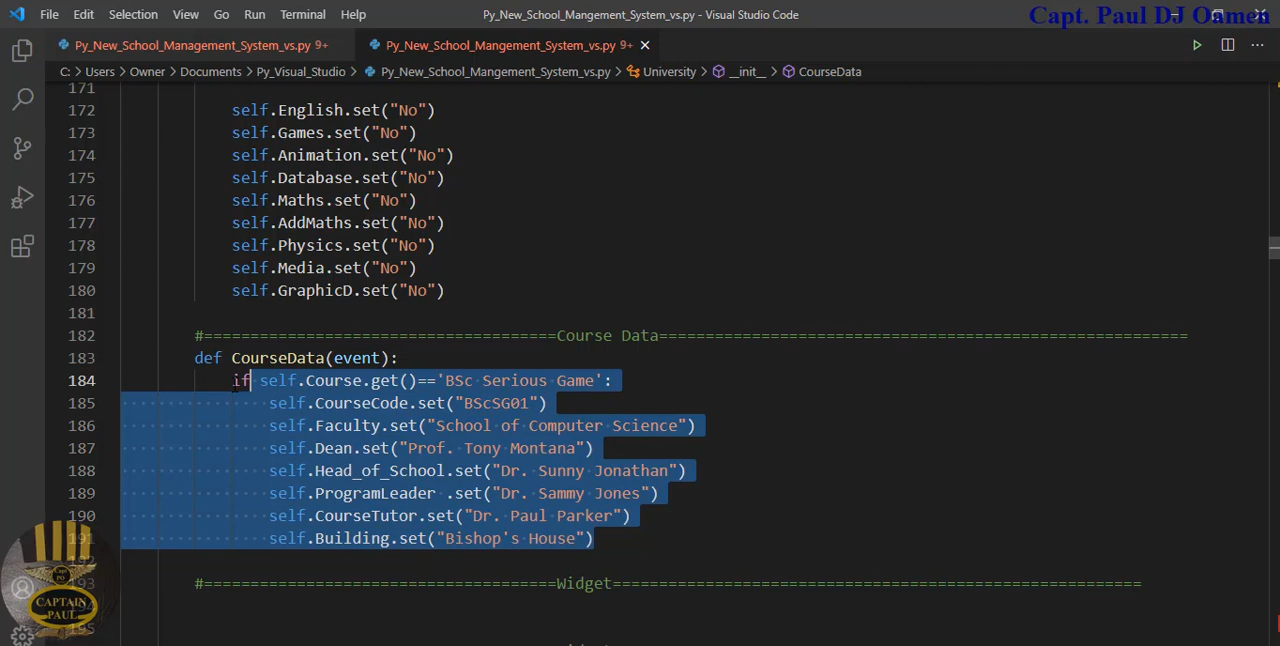 File Edit Selection View Go Run Terminal Help Py_New_School_Mangement_System_vs.py - Visual Studio Code Capt. Paul DJ Oamen
Py_New_School_Management_System_vs.py 9+ Py_New_School_Mangement_System_vs.py 9+
C: > Users > Owner > Documents > Py_Visual_Studio > Py_New_School_Mangement_System_vs.py > University > __init__ > CourseData
171
172 self.English.set("No")
173 self.Games.set("No")
174 self.Animation.set("No")
175 self.Database.set("No")
176 self.Maths.set("No")
177 self.AddMaths.set("No")
178 self.Physics.set("No")
179 self.Media.set("No")
180 self.GraphicD.set("No")
181
182 #======================================Course Data=========================================================
183 def CourseData(event):
184 if self.Course.get()=='BSc Serious Game':
185 self.CourseCode.set("BScSG01")
186 self.Faculty.set("School of Computer Science")
187 self.Dean.set("Prof. Tony Montana")
188 self.Head_of_School.set("Dr. Sunny Jonathan")
189 self.ProgramLeader .set("Dr. Sammy Jones")
190 self.CourseTutor.set("Dr. Paul Parker")
191 self.Building.set("Bishop's House")
192
193 #======================================Widget=========================================================
194
195
CAPTAIN
PAUL